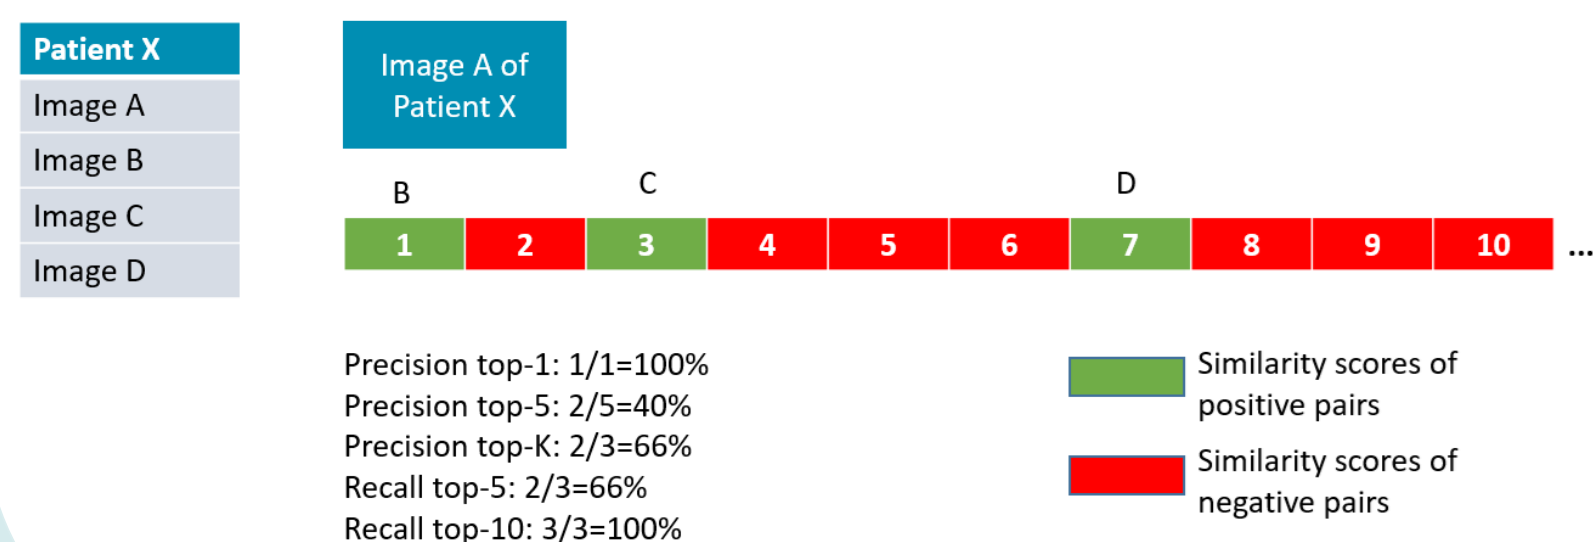 Patient X
Image A
Image B
Image C
Image D
Image A of
Patient X
B
C
D
1 2 3 4 5 6 7 8 9 10 ...
Precision top-1: 1/1=100%
Precision top-5: 2/5=40%
Precision top-K: 2/3=66%
Recall top-5: 2/3=66%
Recall top-10: 3/3=100%
Similarity scores of
positive pairs
Similarity scores of
negative pairs